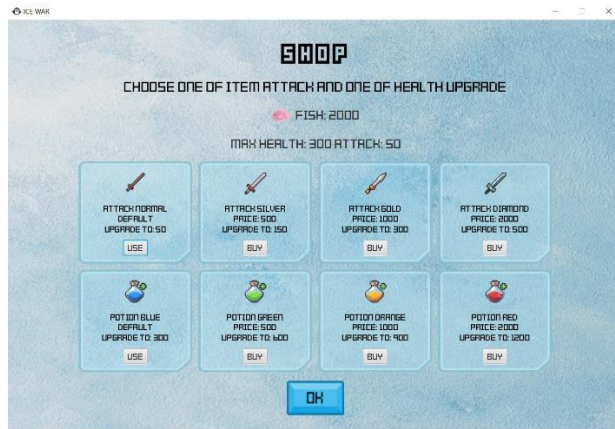 ICE WAR
SHOP
CHOOSE ONE OF ITEM ATTACK AND ONE OF HEALTH UPGRADE
FISH: 2000
MAX HEALTH: 300 ATTACK: 50
ATTACK NORMAL
DEFAULT
UPGRADE TO: 50
USE
ATTACK SILVER
PRICE: 500
UPGRADE TO: 150
BUY
ATTACK GOLD
PRICE: 1000
UPGRADE TO: 300
BUY
ATTACK DIAMOND
PRICE: 2000
UPGRADE TO: 500
BUY
POTION BLUE
DEFAULT
UPGRADE TO: 300
USE
POTION GREEN
PRICE: 500
UPGRADE TO: 600
BUY
POTION ORANGE
PRICE: 1000
UPGRADE TO: 900
BUY
POTION RED
PRICE: 2000
UPGRADE TO: 1200
BUY
OK